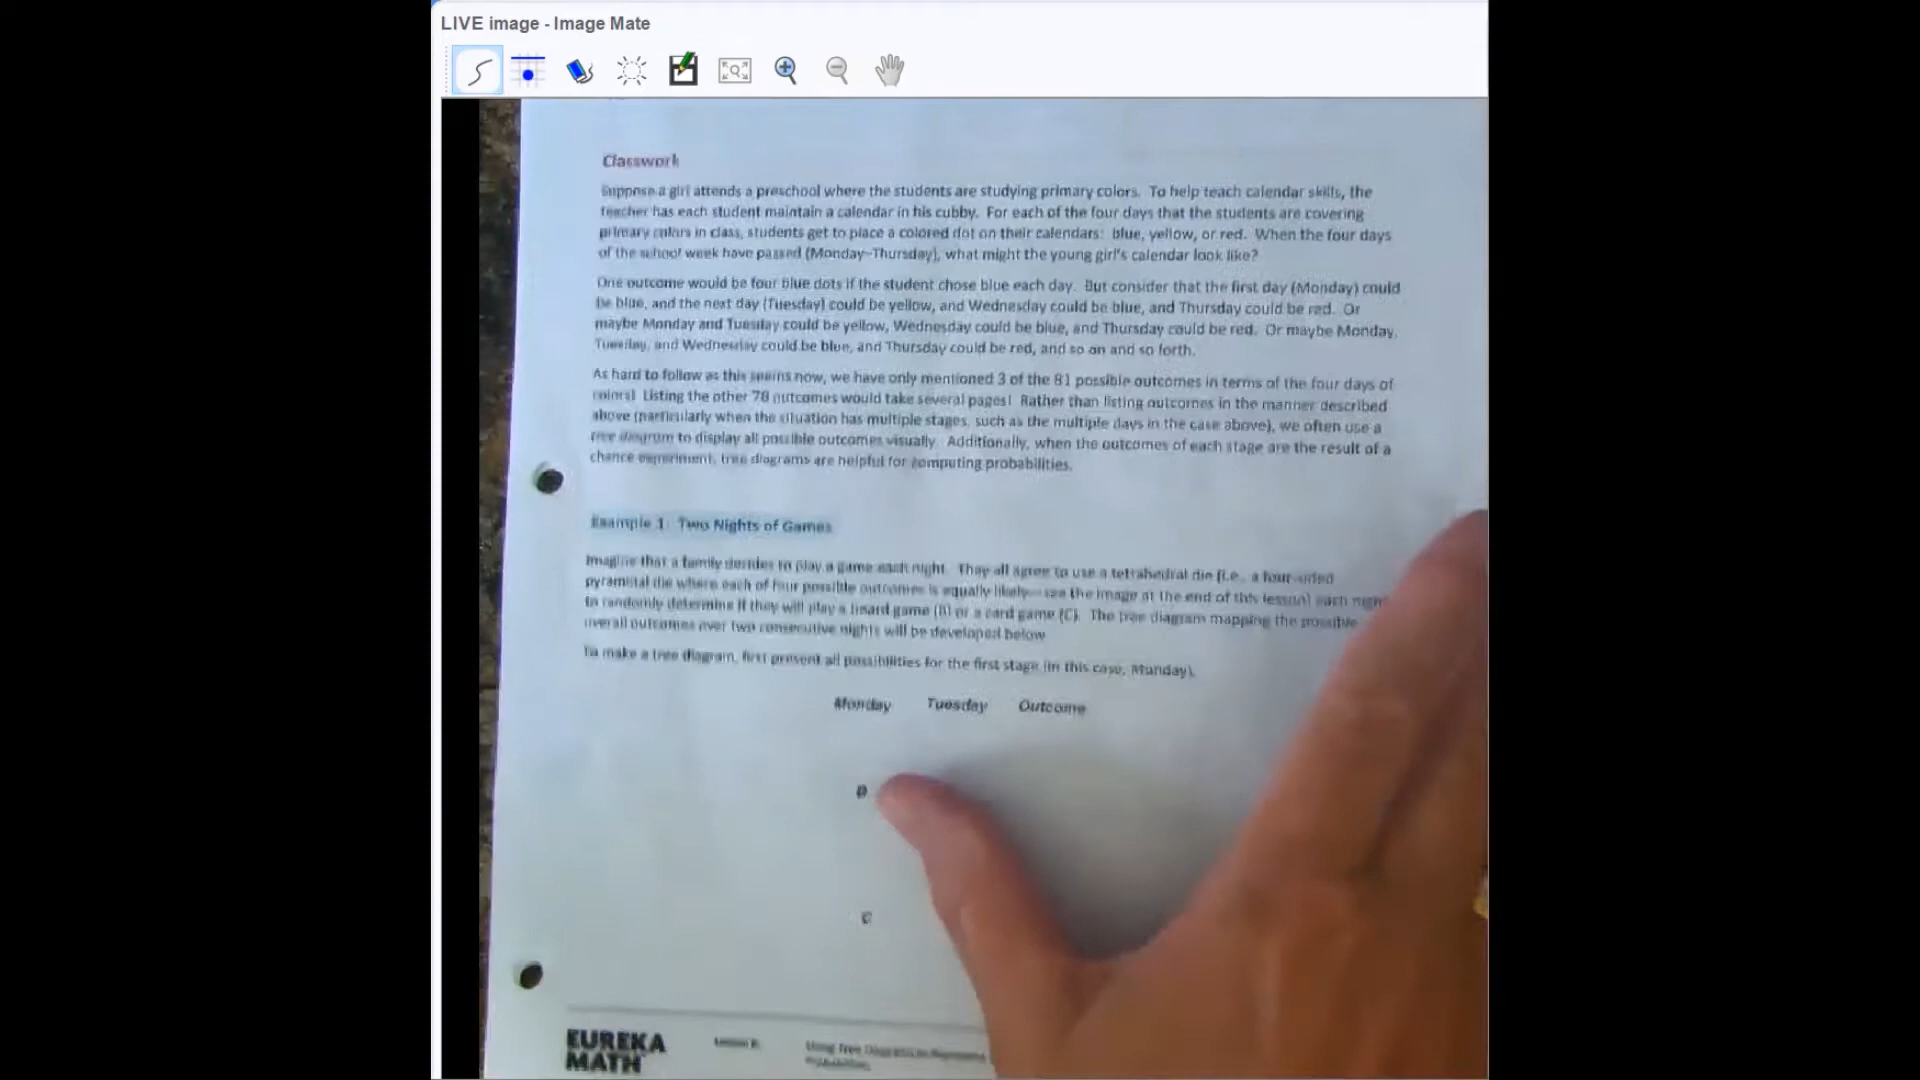 LIVE image - Image Mate
Classwork
Suppose a girl attends a preschool where the students are studying primary colors. To help teach calendar skills, the
teacher has each student maintain a calendar in his cubby. For each of the four days that the students are covering
primary colors in class, students get to place a colored dot on their calendars: blue, yellow, or red. When the four days
of the school week have passed (Monday–Thursday), what might the young girl's calendar look like?
One outcome would be four blue dots if the student chose blue each day. But consider that the first day (Monday) could
be blue, and the next day (Tuesday) could be yellow, and Wednesday could be blue, and Thursday could be red. Or
maybe Monday and Tuesday could be yellow, Wednesday could be blue, and Thursday could be red. Or maybe Monday,
Tuesday, and Wednesday could be blue, and Thursday could be red, and so on and so forth.
As hard to follow as this seems now, we have only mentioned 3 of the 81 possible outcomes in terms of the four days of
colors! Listing the other 78 outcomes would take several pages! Rather than listing outcomes in the manner described
above (particularly when the situation has multiple stages, such as the multiple days in the case above), we often use a
tree diagram to display all possible outcomes visually. Additionally, when the outcomes of each stage are the result of a
chance experiment, tree diagrams are helpful for computing probabilities.
Example 1: Two Nights of Games
Imagine that a family decides to play a game each night. They all agree to use a tetrahedral die (i.e., a four-sided
pyramidal die where each of four possible outcomes is equally likely—see the image at the end of this lesson) each night
to randomly determine if they will play a board game (B) or a card game (C). The tree diagram mapping the possible
overall outcomes over two consecutive nights will be developed below.
To make a tree diagram, first present all possibilities for the first stage (in this case, Monday).
Monday Tuesday Outcome
B
C
EUREKA
MATH
Lesson 6:
Using Tree Diagrams to Represent